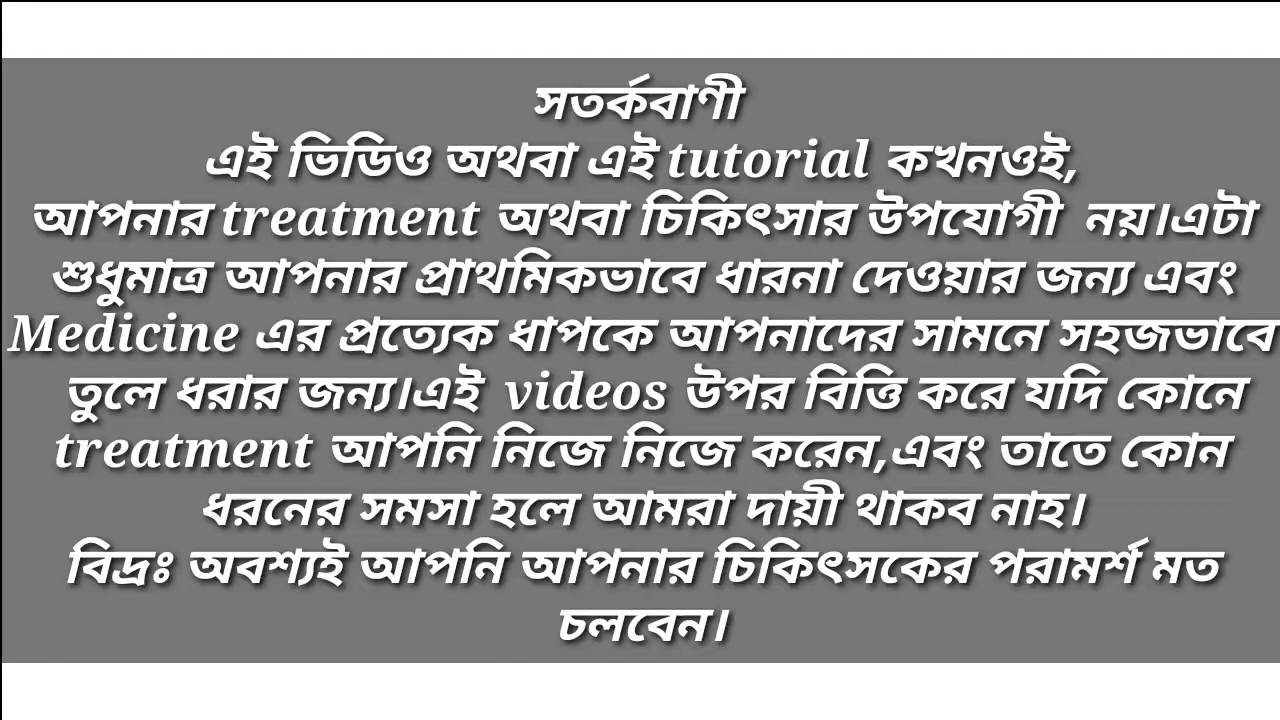 সতর্কবাণী
এই ভিডিও অথবা এই tutorial কখনওই,
আপনার treatment অথবা চিকিৎসার উপযোগী নয়।এটা
শুধুমাত্র আপনার প্রাথমিকভাবে ধারনা দেওয়ার জন্য এবং
Medicine এর প্রত্যেক ধাপকে আপনাদের সামনে সহজভাবে
তুলে ধরার জন্য।এই videos উপর বিত্তি করে যদি কোনে
treatment আপনি নিজে নিজে করেন,এবং তাতে কোন
ধরনের সমসা হলে আমরা দায়ী থাকব নাহ।
বিদ্রঃ অবশ্যই আপনি আপনার চিকিৎসকের পরামর্শ মত
চলবেন।